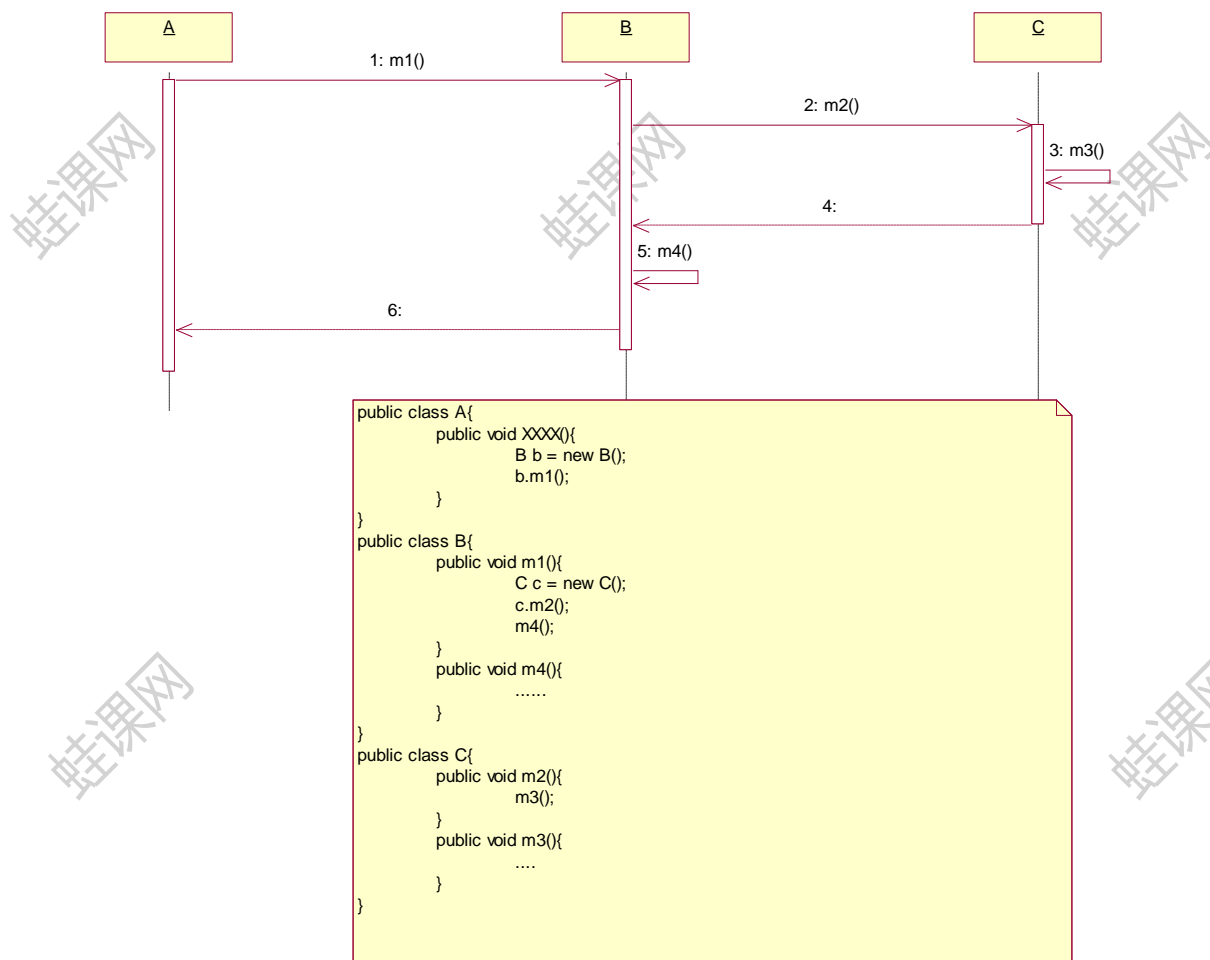 A
B
C
1: m1()
2: m2()
3: m3()
4:
5: m4()
6:
蛙课网
蛙课网
蛙课网
public class A{
public void XXXX(){
B b = new B();
b.m1();
}
}
public class B{
public void m1(){
C c = new C();
c.m2();
m4();
}
public void m4(){
......
}
}
public class C{
public void m2(){
m3();
}
public void m3(){
....
}
}
蛙课网
蛙课网